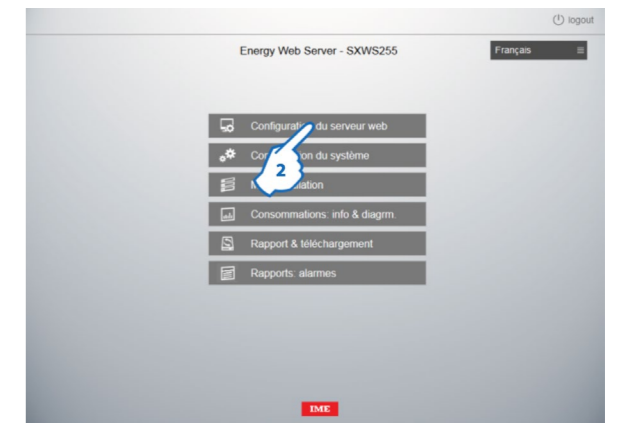 logout
Energy Web Server - SXWS255
Français
Configuration du serveur web
du système
Consommations: info & diagrm.
Rapport & téléchargement
Rapports: alarmes
2
IME